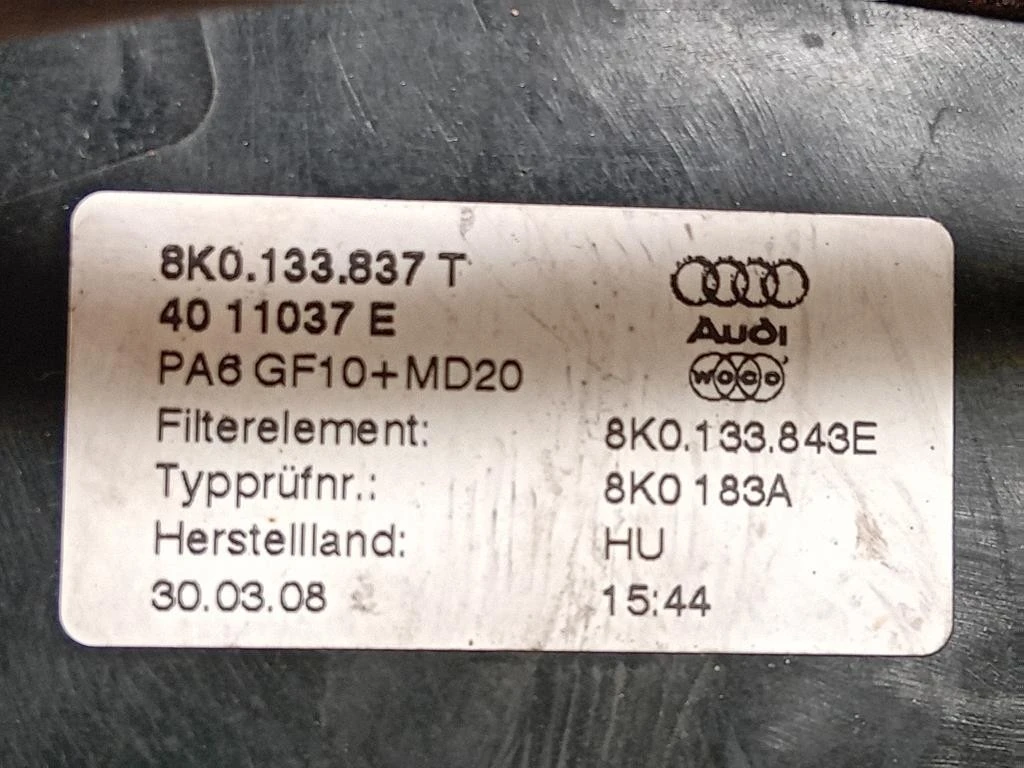 8K0.133.837 T
40 11037 E
Audi
PA6 GF10+MD20
WOCO
Filterelement: 8K0.133.843E
Typprüfnr.: 8K0 183A
Herstellland: HU
30.03.08 15:44